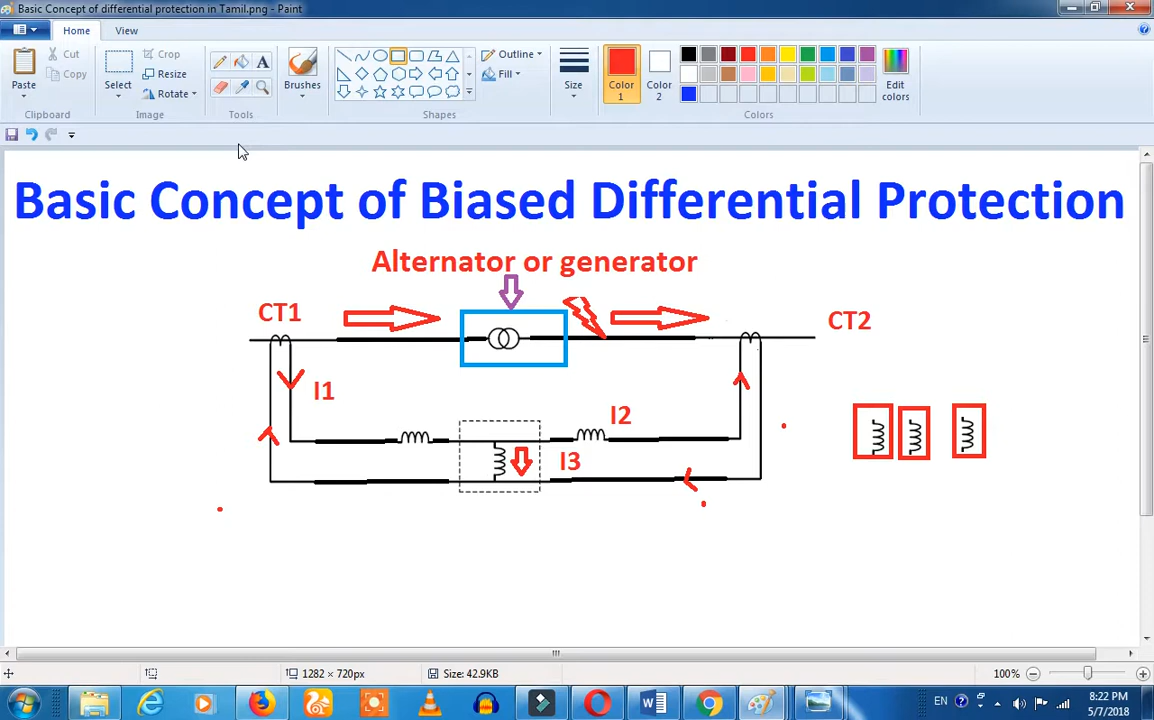 Basic Concept of differential protection in Tamil.png - Paint
Home View
Cut
Copy
Paste
Clipboard
Select
Crop
Resize
Rotate
Image
A
Tools
Brushes
Outline
Fill
Shapes
Size
Color
1
Color
2
Edit
colors
Colors
Basic Concept of Biased Differential Protection
Alternator or generator
CT1
CT2
I1
I2
I3
1282 × 720px
Size: 42.9KB
100%
EN
8:22 PM
5/7/2018